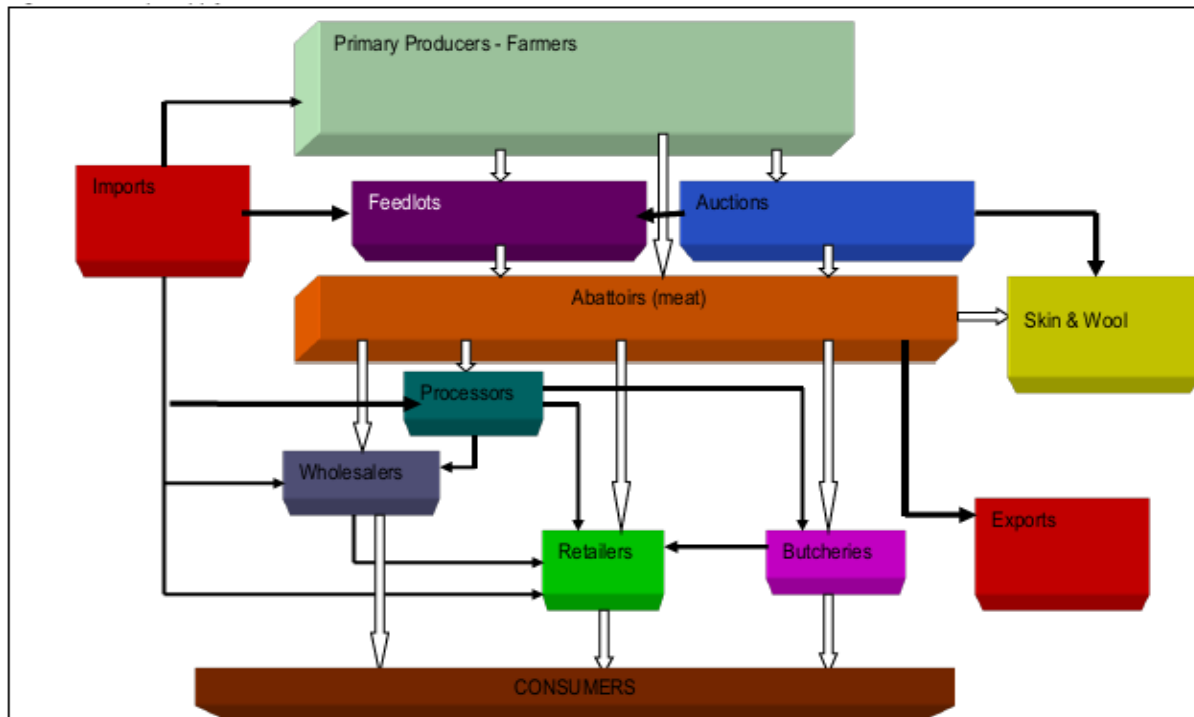 Primary Producers - Farmers
Imports
Feedlots
Auctions
Abattoirs (meat)
Skin & Wool
Processors
Wholesalers
Exports
Retailers
Butcheries
CONSUMERS